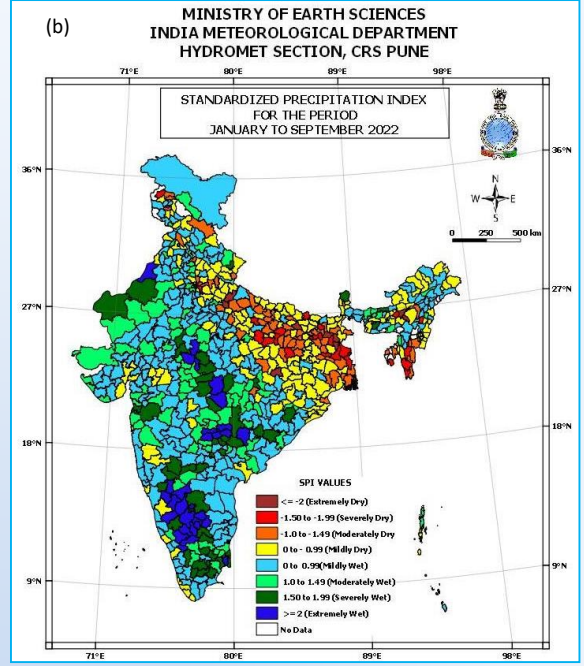 (b)
MINISTRY OF EARTH SCIENCES
INDIA METEOROLOGICAL DEPARTMENT
HYDROMET SECTION, CRS PUNE
71°E 80°E 89°E 98°E
STANDARDIZED PRECIPITATION INDEX
FOR THE PERIOD
JANUARY TO SEPTEMBER 2022
36°N 36°N
N
W E
S
0 250 500 km
27°N 27°N
18°N 18°N
SPI VALUES
<= -2 (Extremely Dry)
-1.50 to -1.99 (Severely Dry)
-1.0 to -1.49 (Moderately Dry
0 to - 0.99 (Mildly Dry)
0 to 0.99 (Mildly Wet)
1.0 to 1.49 (Moderately Wet)
1.50 to 1.99 (Severely Wet)
>= 2 (Extremely Wet)
No Data
9°N 9°N
71°E 80°E 89°E 98°E